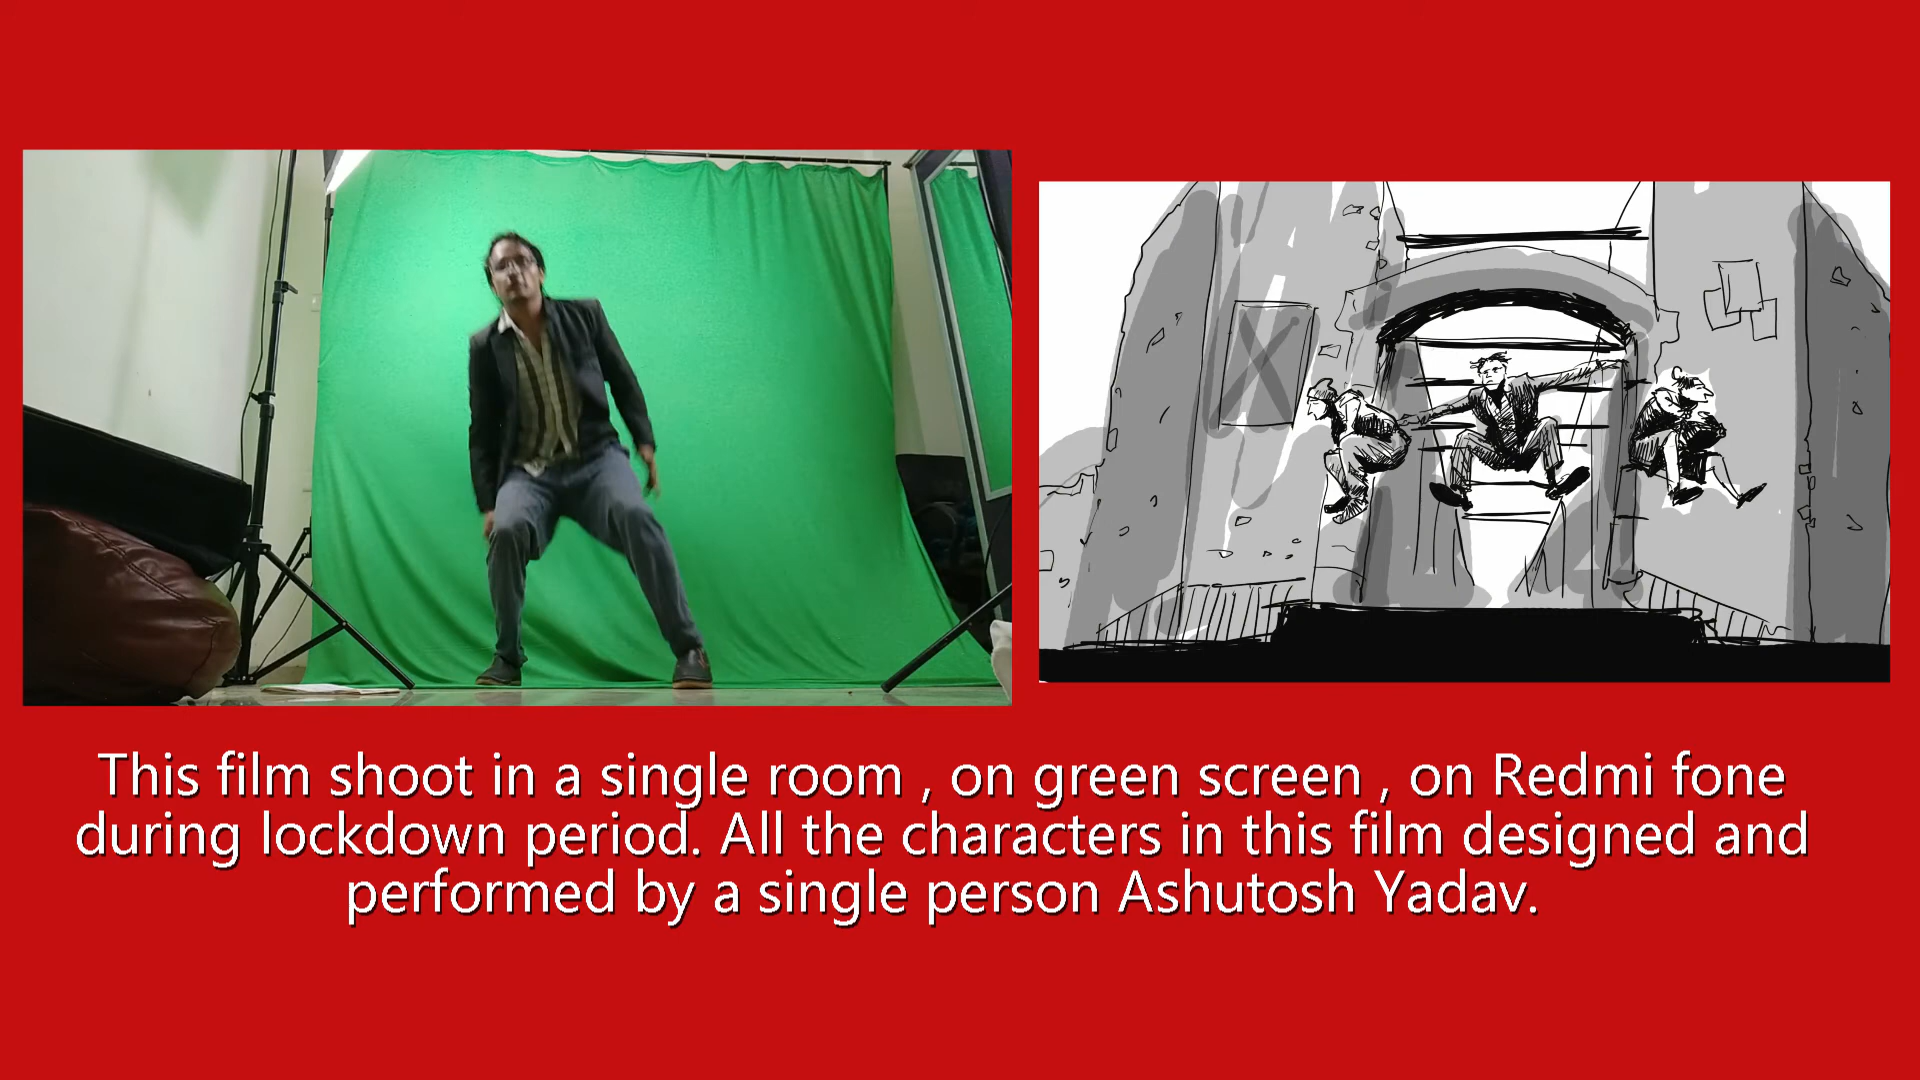 This film shoot in a single room , on green screen , on Redmi fone
during lockdown period. All the characters in this film designed and
performed by a single person Ashutosh Yadav.